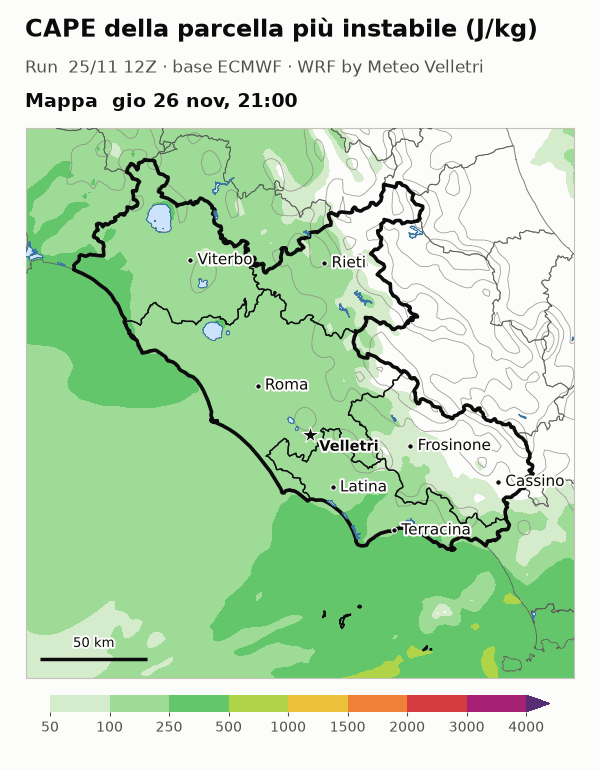 CAPE della parcella più instabile (J/kg)
Run  25/11 12Z · base ECMWF · WRF by Meteo Velletri
Mappa  gio 26 nov, 21:00
Viterbo
Rieti
Roma
Velletri
Frosinone
Latina
Cassino
Terracina
50 km
50 100 250 500 1000 1500 2000 3000 4000